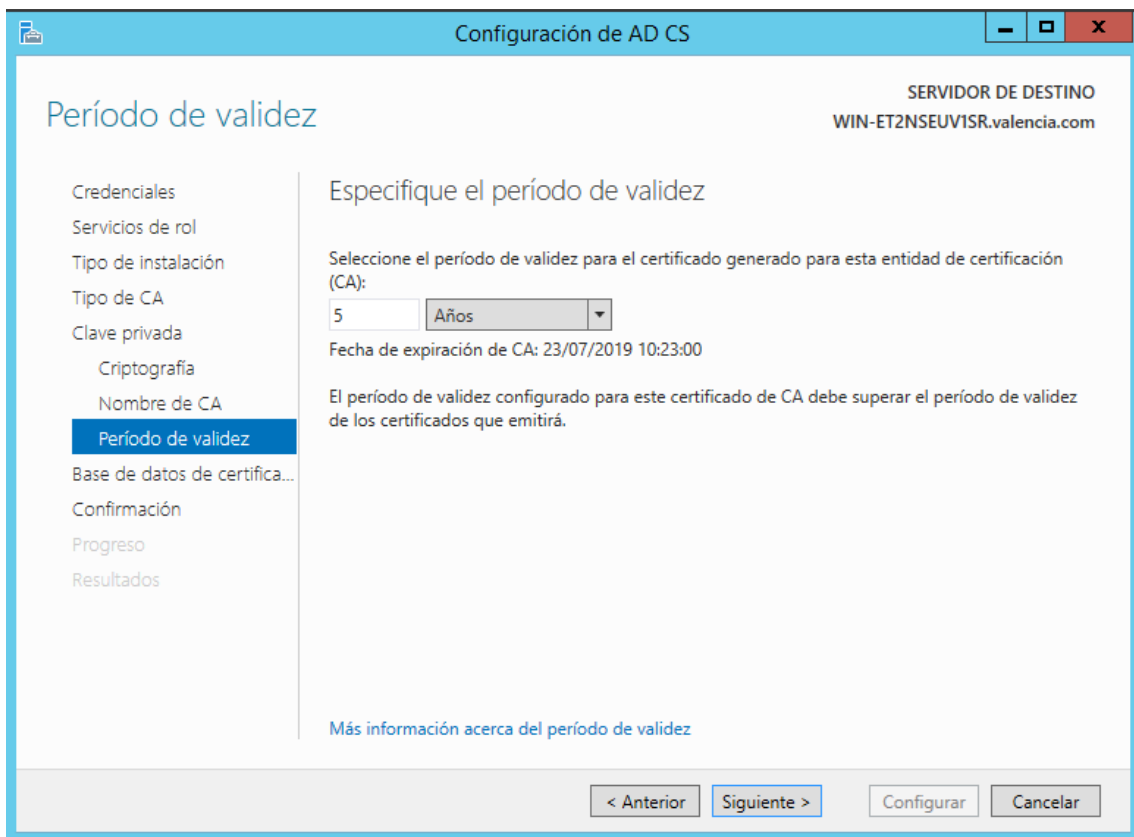 Configuración de AD CS
x
Período de validez
SERVIDOR DE DESTINO
WIN-ET2NSEUV1SR.valencia.com
Credenciales
Servicios de rol
Tipo de instalación
Tipo de CA
Clave privada
Criptografía
Nombre de CA
Período de validez
Base de datos de certifica...
Confirmación
Progreso
Resultados
Especifique el período de validez
Seleccione el período de validez para el certificado generado para esta entidad de certificación
(CA):
5 Años
Fecha de expiración de CA: 23/07/2019 10:23:00
El período de validez configurado para este certificado de CA debe superar el período de validez
de los certificados que emitirá.
Más información acerca del período de validez
< Anterior Siguiente > Configurar Cancelar